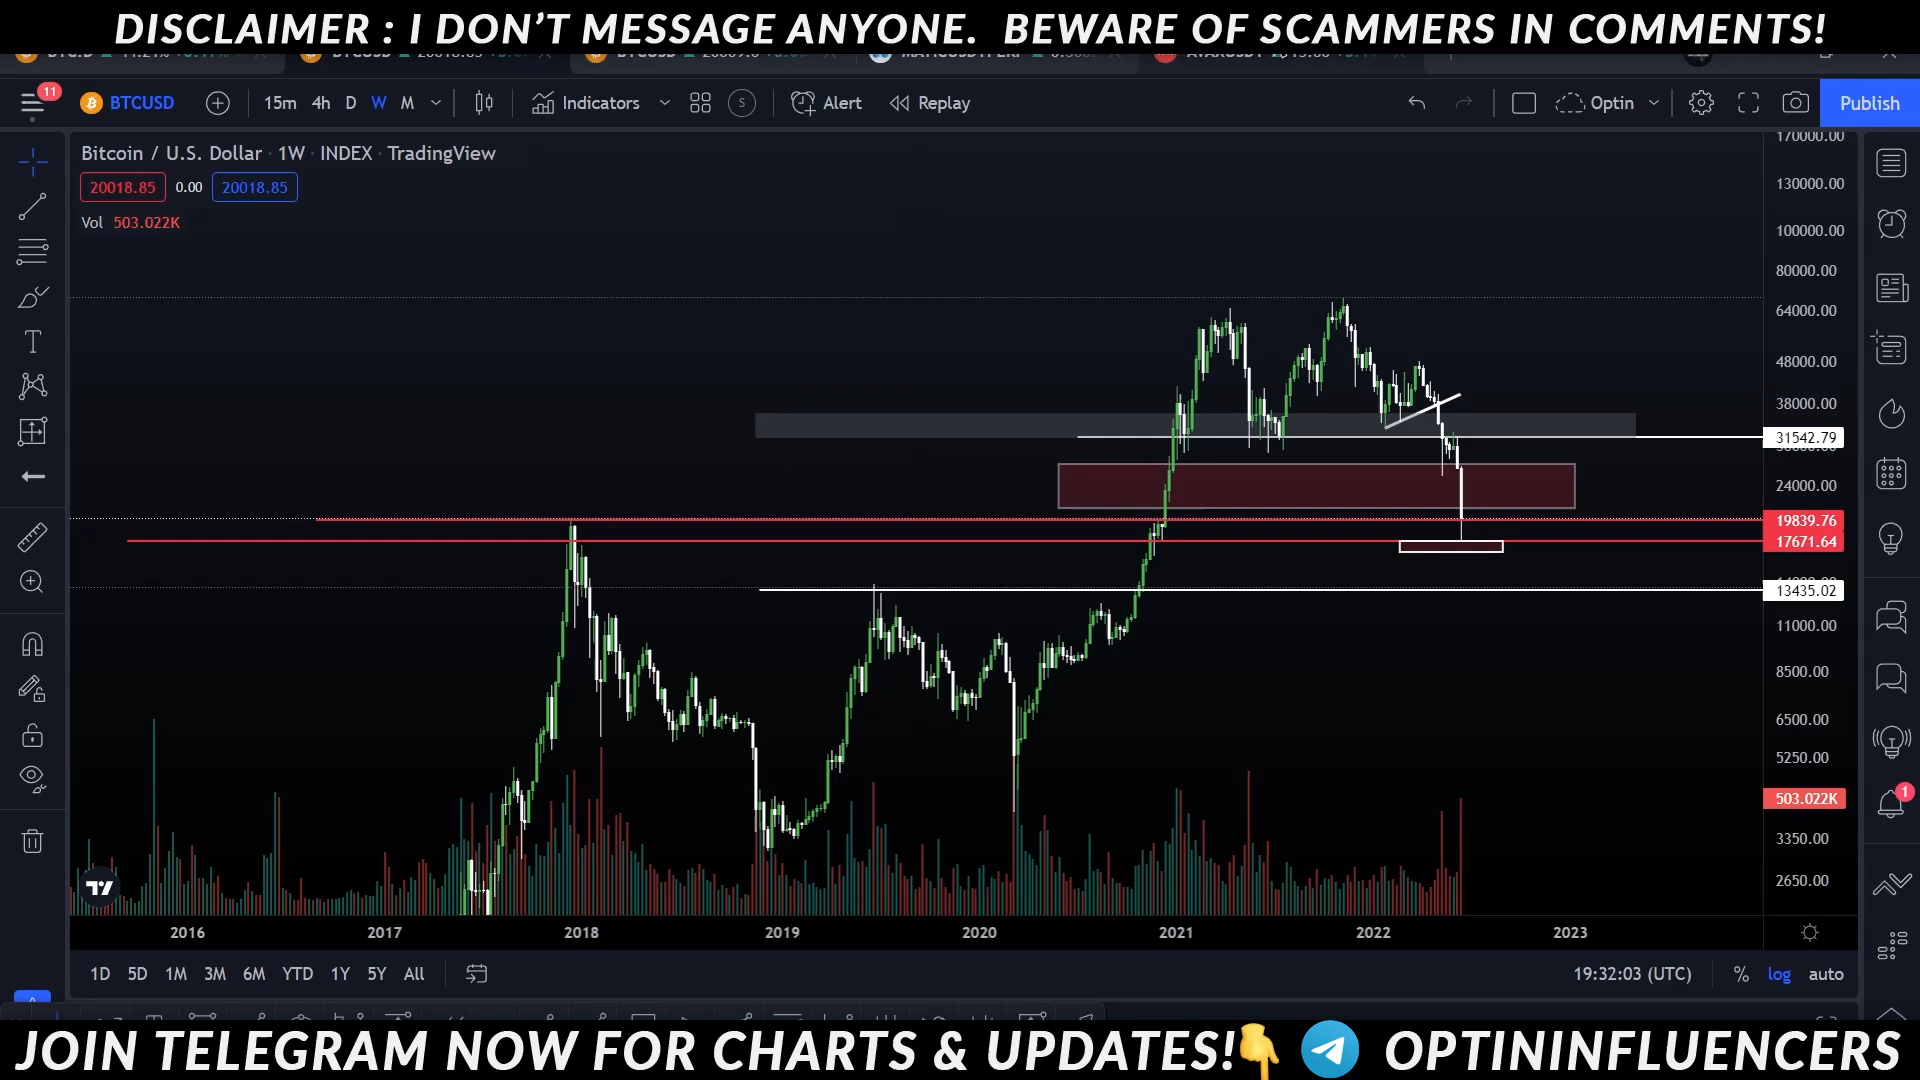 DISCLAIMER : I DON'T MESSAGE ANYONE. BEWARE OF SCAMMERS IN COMMENTS!
11
BTCUSD 15m 4h D W M Indicators S Alert Replay Optin Publish
Bitcoin / U.S. Dollar · 1W · INDEX · TradingView
20018.85 0.00 20018.85
Vol 503.022K
170000.00
130000.00
100000.00
80000.00
64000.00
48000.00
38000.00
31542.79
24000.00
19839.76
17671.64
13435.02
11000.00
8500.00
6500.00
5250.00
503.022K
1
3350.00
2650.00
2016 2017 2018 2019 2020 2021 2022 2023
1D 5D 1M 3M 6M YTD 1Y 5Y All 19:32:03 (UTC) % log auto
JOIN TELEGRAM NOW FOR CHARTS & UPDATES!👇 OPTININFLUENCERS